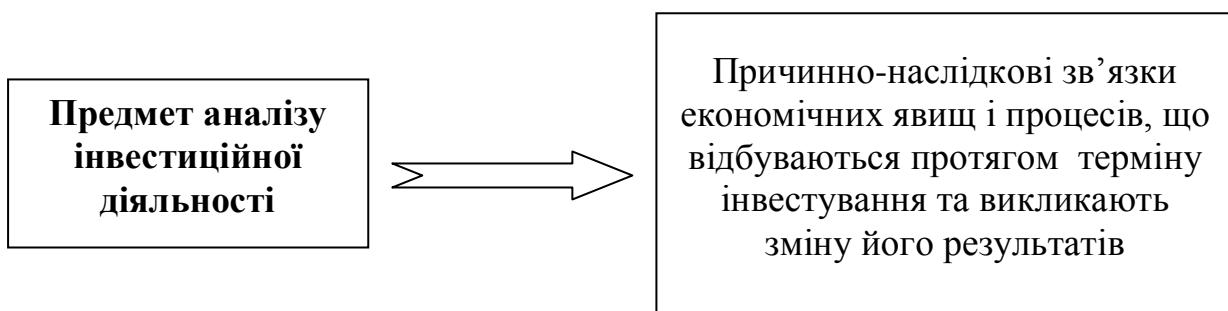 Предмет аналізу
інвестиційної
діяльності
Причинно-наслідкові зв’язки
економічних явищ і процесів, що
відбуваються протягом терміну
інвестування та викликають
зміну його результатів